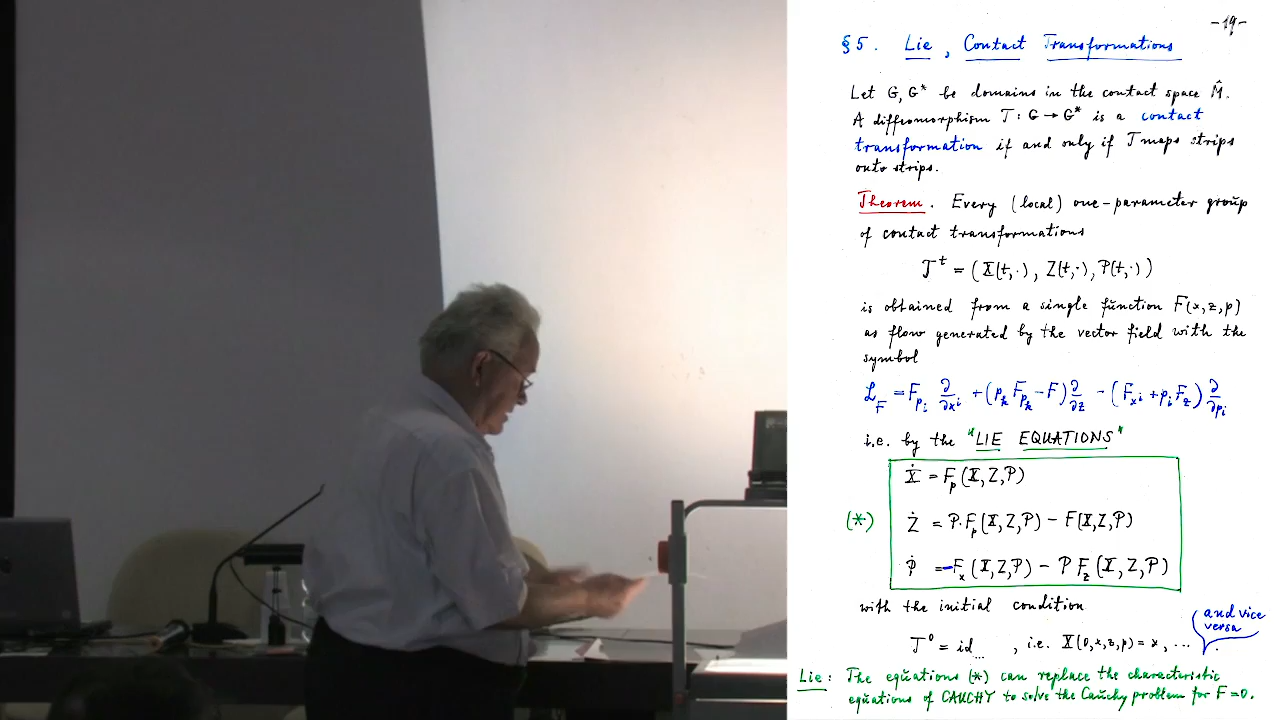 -19-
§5. Lie, Contact Transformations
Let G, G* be domains in the contact space M̂.
A diffeomorphism T : G → G* is a contact
transformation if and only if T maps strips
onto strips.
Theorem. Every (local) one-parameter group
of contact transformations
T^t = (X(t,·), Z(t,·), P(t,·))
is obtained from a single function F(x,z,p)
as flow generated by the vector field with the
symbol
L_F = F_{p_i} ∂/∂x^i + (p_k F_{p_k} - F) ∂/∂z - (F_{x^i} + p_i F_z) ∂/∂p_i
i.e. by the "LIE EQUATIONS"
Ẋ = F_p (X, Z, P)
(*) Ż = P·F_p (X, Z, P) - F(X, Z, P)
Ṗ = -F_x (X, Z, P) - P F_z (X, Z, P)
with the initial condition
and vice
versa
T^0 = id... , i.e. X(0,x,z,p) = x, ....
Lie: The equations (*) can replace the characteristic
equations of CAUCHY to solve the Cauchy problem for F=0.